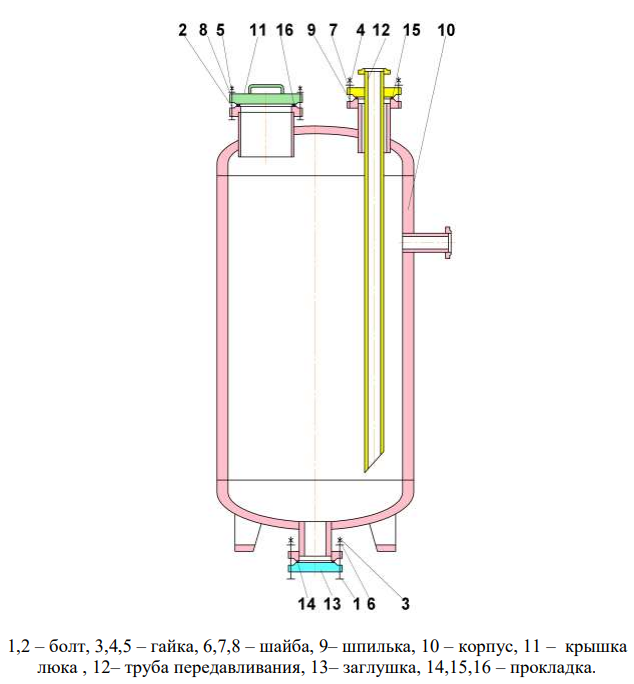 2 8 5 11 16 9 7 4 12 15 10
14 13 1 6 3
1,2 – болт, 3,4,5 – гайка, 6,7,8 – шайба, 9– шпилька, 10 – корпус, 11 – крышка
люка , 12– труба передавливания, 13– заглушка, 14,15,16 – прокладка.